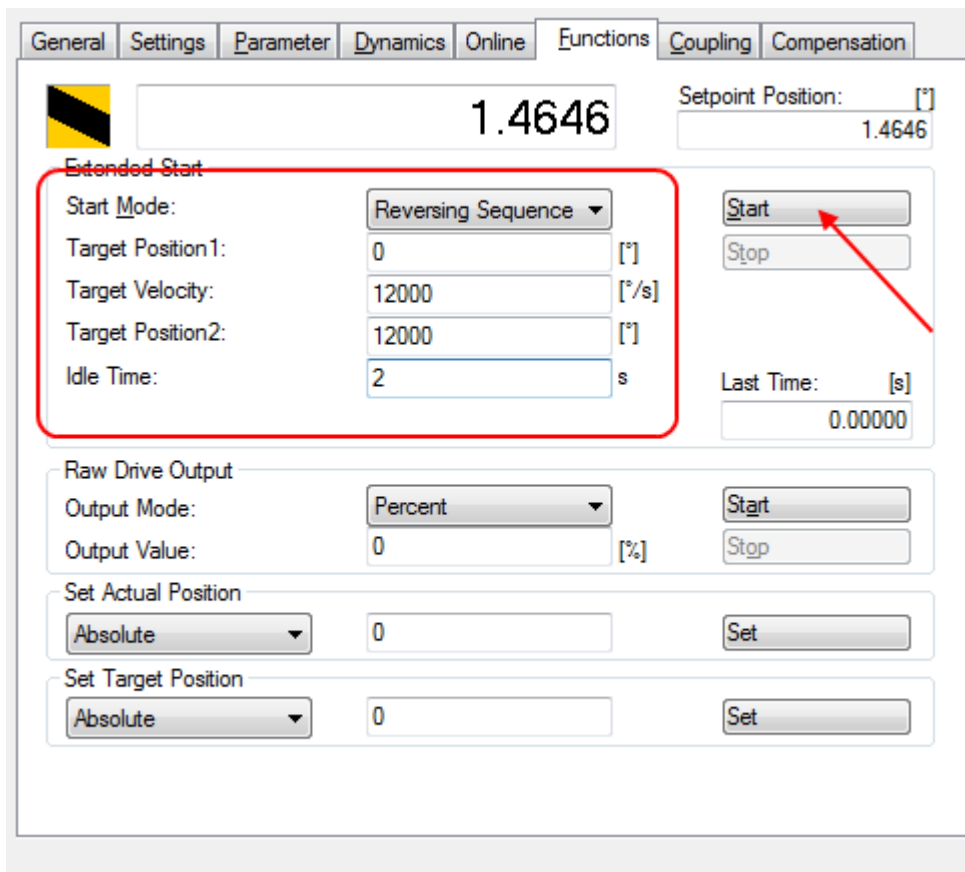 General Settings Parameter Dynamics Online Functions Coupling Compensation
1.4646
Setpoint Position: [°]
1.4646
Extended Start
Start Mode: Reversing Sequence Start
Target Position1: 0 [°] Stop
Target Velocity: 12000 [°/s]
Target Position2: 12000 [°]
Idle Time: 2 s Last Time: [s]
0.00000
Raw Drive Output
Output Mode: Percent Start
Output Value: 0 [%] Stop
Set Actual Position
Absolute 0 Set
Set Target Position
Absolute 0 Set